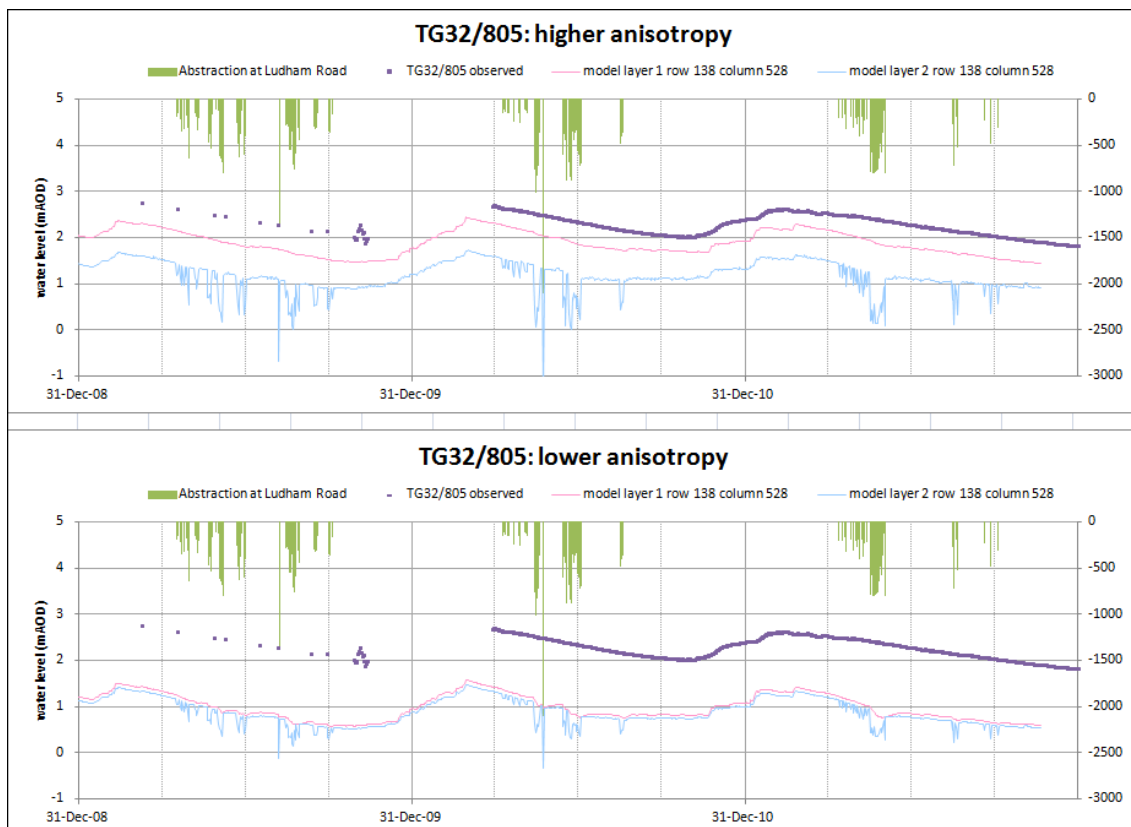 TG32/805: higher anisotropy
Abstraction at Ludham Road TG32/805 observed model layer 1 row 138 column 528 model layer 2 row 138 column 528
5 0
4 -500
3 -1000
2 -1500
1 -2000
0 -2500
-1 -3000
water level (mAOD)
31-Dec-08 31-Dec-09 31-Dec-10
TG32/805: lower anisotropy
Abstraction at Ludham Road TG32/805 observed model layer 1 row 138 column 528 model layer 2 row 138 column 528
5 0
4 -500
3 -1000
2 -1500
1 -2000
0 -2500
-1 -3000
water level (mAOD)
31-Dec-08 31-Dec-09 31-Dec-10